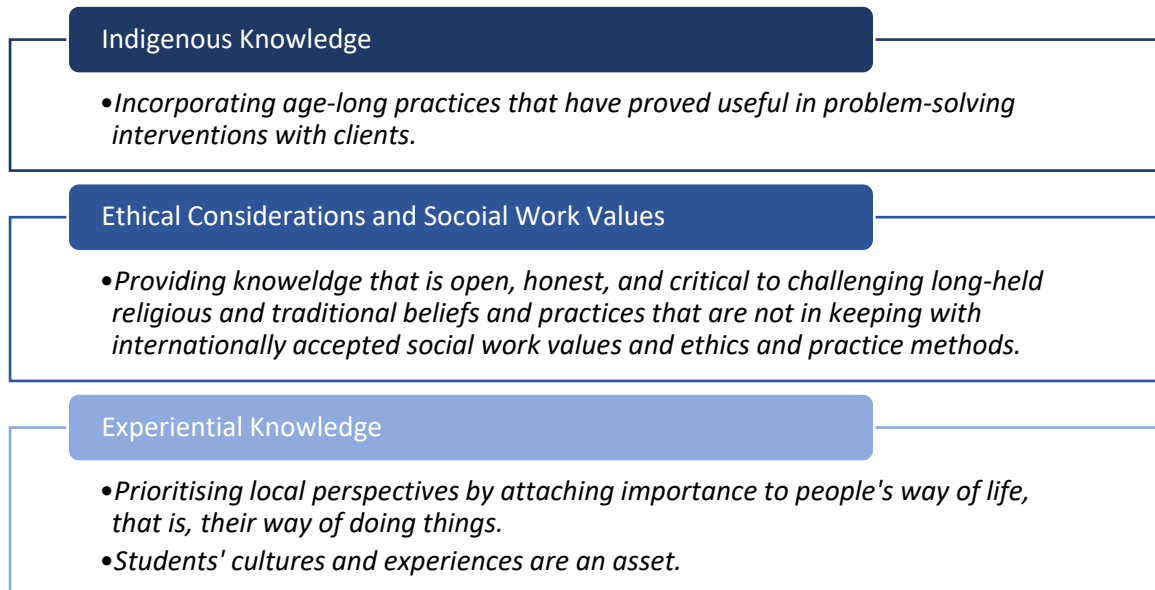 Indigenous Knowledge
•Incorporating age-long practices that have proved useful in problem-solving
interventions with clients.
Ethical Considerations and Socoial Work Values
•Providing knoweldge that is open, honest, and critical to challenging long-held
religious and traditional beliefs and practices that are not in keeping with
internationally accepted social work values and ethics and practice methods.
Experiential Knowledge
•Prioritising local perspectives by attaching importance to people's way of life,
that is, their way of doing things.
•Students' cultures and experiences are an asset.